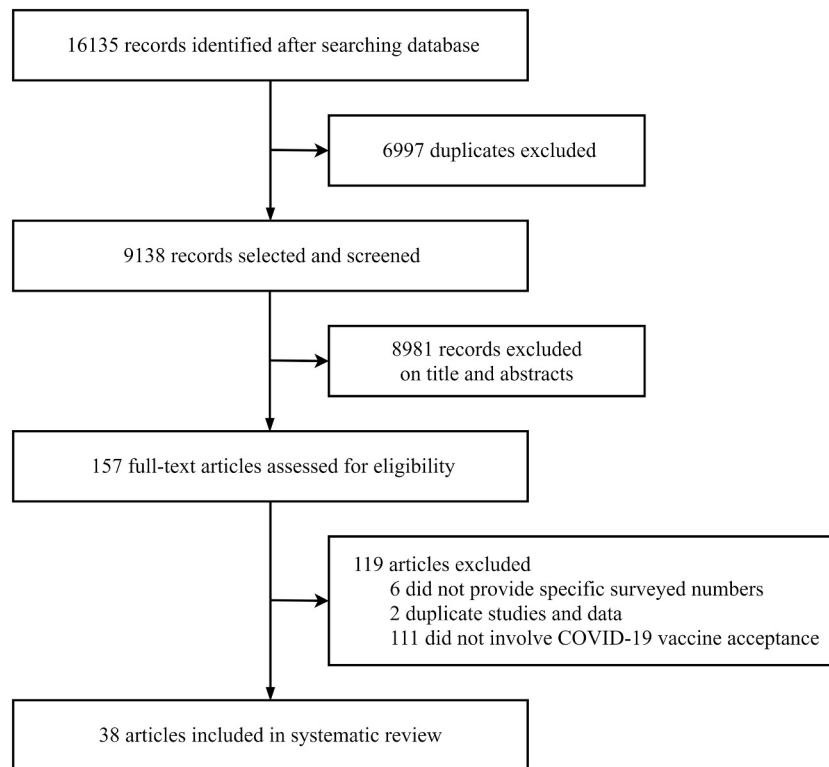 16135 records identified after searching database
6997 duplicates excluded
9138 records selected and screened
8981 records excluded
on title and abstracts
157 full-text articles assessed for eligibility
119 articles excluded
6 did not provide specific surveyed numbers
2 duplicate studies and data
111 did not involve COVID-19 vaccine acceptance
38 articles included in systematic review